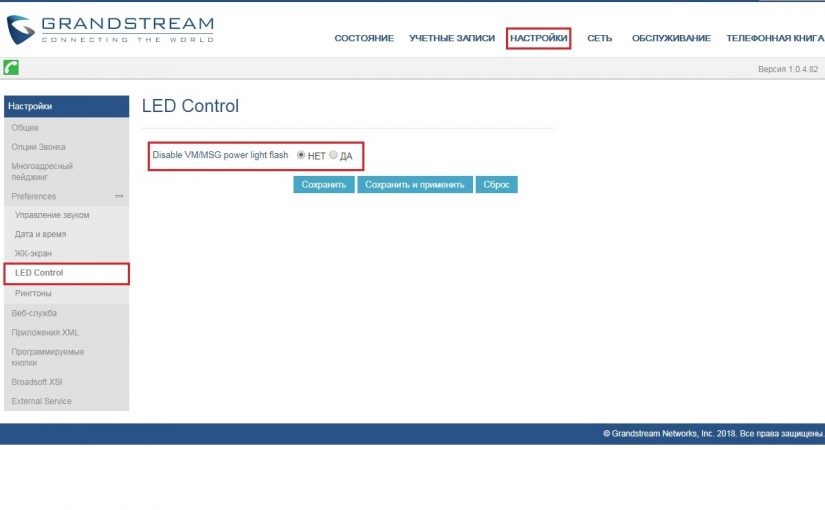 GRANDSTREAM
CONNECTING THE WORLD
СОСТОЯНИЕ УЧЕТНЫЕ ЗАПИСИ НАСТРОЙКИ СЕТЬ ОБСЛУЖИВАНИЕ ТЕЛЕФОННАЯ КНИГА
Версия 1.0.4.82
Настройки
Общее
Опции Звонка
Многоадресный
пейджинг
Preferences
Управление звуком
Дата и время
ЖК-экран
LED Control
Рингтоны
Веб-служба
Приложения XML
Программируемые
кнопки
Broadsoft XSI
External Service
LED Control
Disable VM/MSG power light flash НЕТ ДА
Сохранить Сохранить и применить Сброс
© Grandstream Networks, Inc. 2018. Все права защищены.